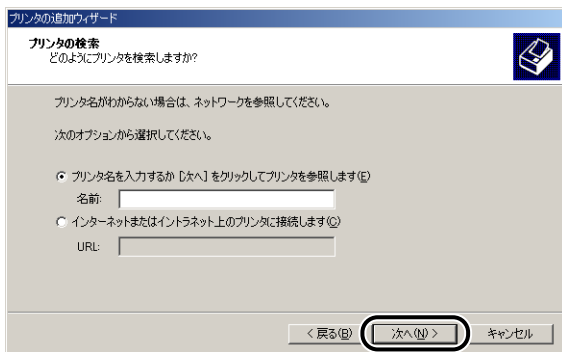 プリンタの追加ウィザード
プリンタの検索
どのようにプリンタを検索しますか?
プリンタ名がわからない場合は、ネットワークを参照してください。
次のオプションから選択してください。
プリンタ名を入力するか [次へ] をクリックしてプリンタを参照します(E)
名前:
インターネットまたはイントラネット上のプリンタに接続します(C)
URL:
< 戻る(B) 次へ(N) > キャンセル